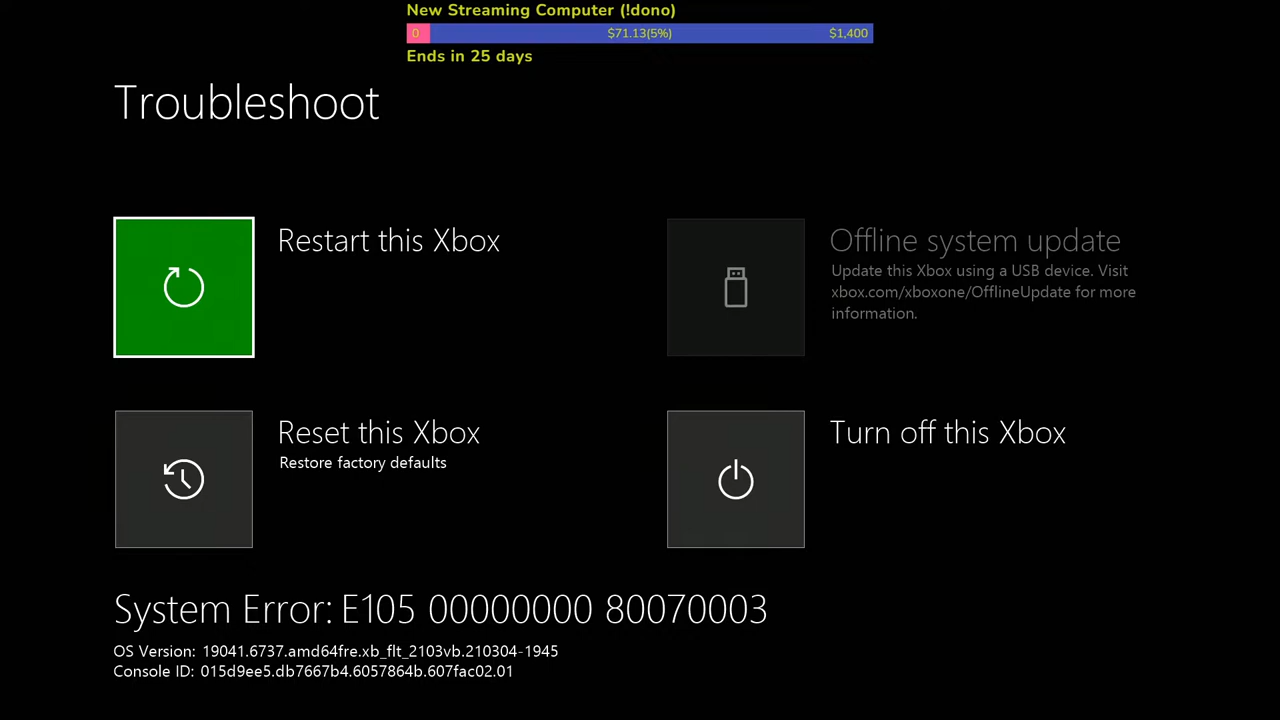 New Streaming Computer (!dono)
0 $71.13(5%) $1,400
Ends in 25 days
Troubleshoot
Restart this Xbox
Offline system update
Update this Xbox using a USB device. Visit
xbox.com/xboxone/OfflineUpdate for more
information.
Reset this Xbox
Restore factory defaults
Turn off this Xbox
System Error: E105 00000000 80070003
OS Version: 19041.6737.amd64fre.xb_flt_2103vb.210304-1945
Console ID: 015d9ee5.db7667b4.6057864b.607fac02.01